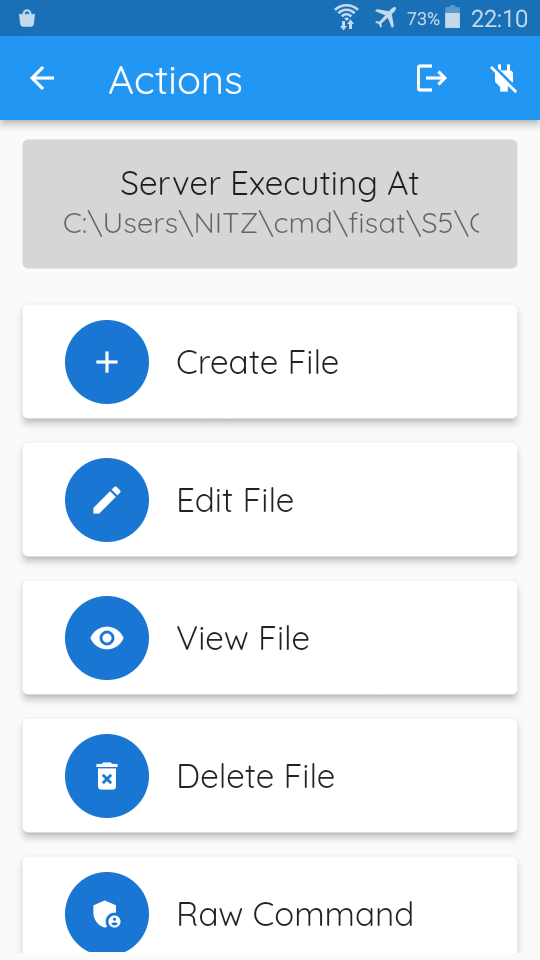 73% 22:10
Actions
Server Executing At
C:\Users\NITZ\cmd\fisat\S5\
Create File
Edit File
View File
Delete File
Raw Command